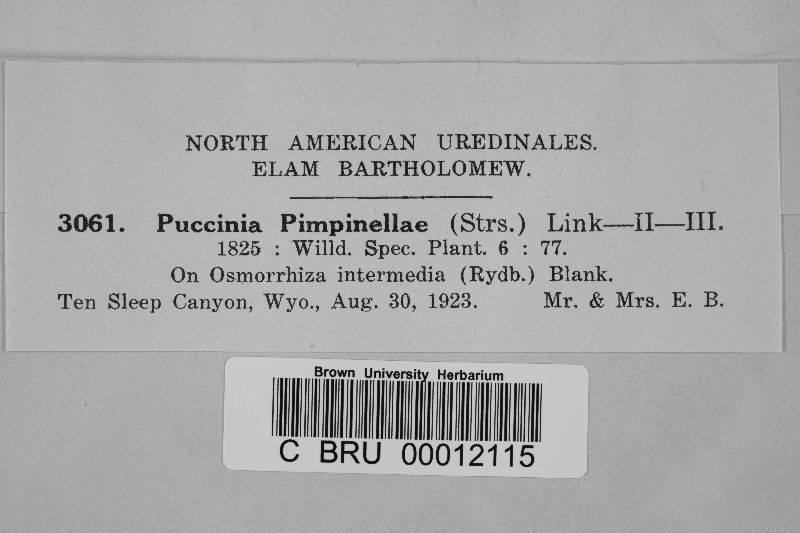 NORTH AMERICAN UREDINALES.
ELAM BARTHOLOMEW.
3061. Puccinia Pimpinellae (Strs.) Link—II—III.
1825 : Willd. Spec. Plant. 6 : 77.
On Osmorrhiza intermedia (Rydb.) Blank.
Ten Sleep Canyon, Wyo., Aug. 30, 1923. Mr. & Mrs. E. B.
Brown University Herbarium
C BRU 00012115